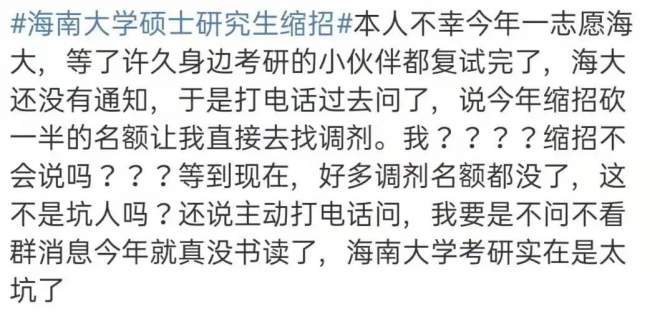 #海南大学硕士研究生缩招#本人不幸今年一志愿海
大，等了许久身边考研的小伙伴都复试完了，海大
还没有通知，于是打电话过去问了，说今年缩招砍
一半的名额让我直接去找调剂。我？？？？缩招不
会说吗？？？等到现在，好多调剂名额都没了，这
不是坑人吗？还说主动打电话问，我要是不问不看
群消息今年就真没书读了，海南大学考研实在是太
坑了